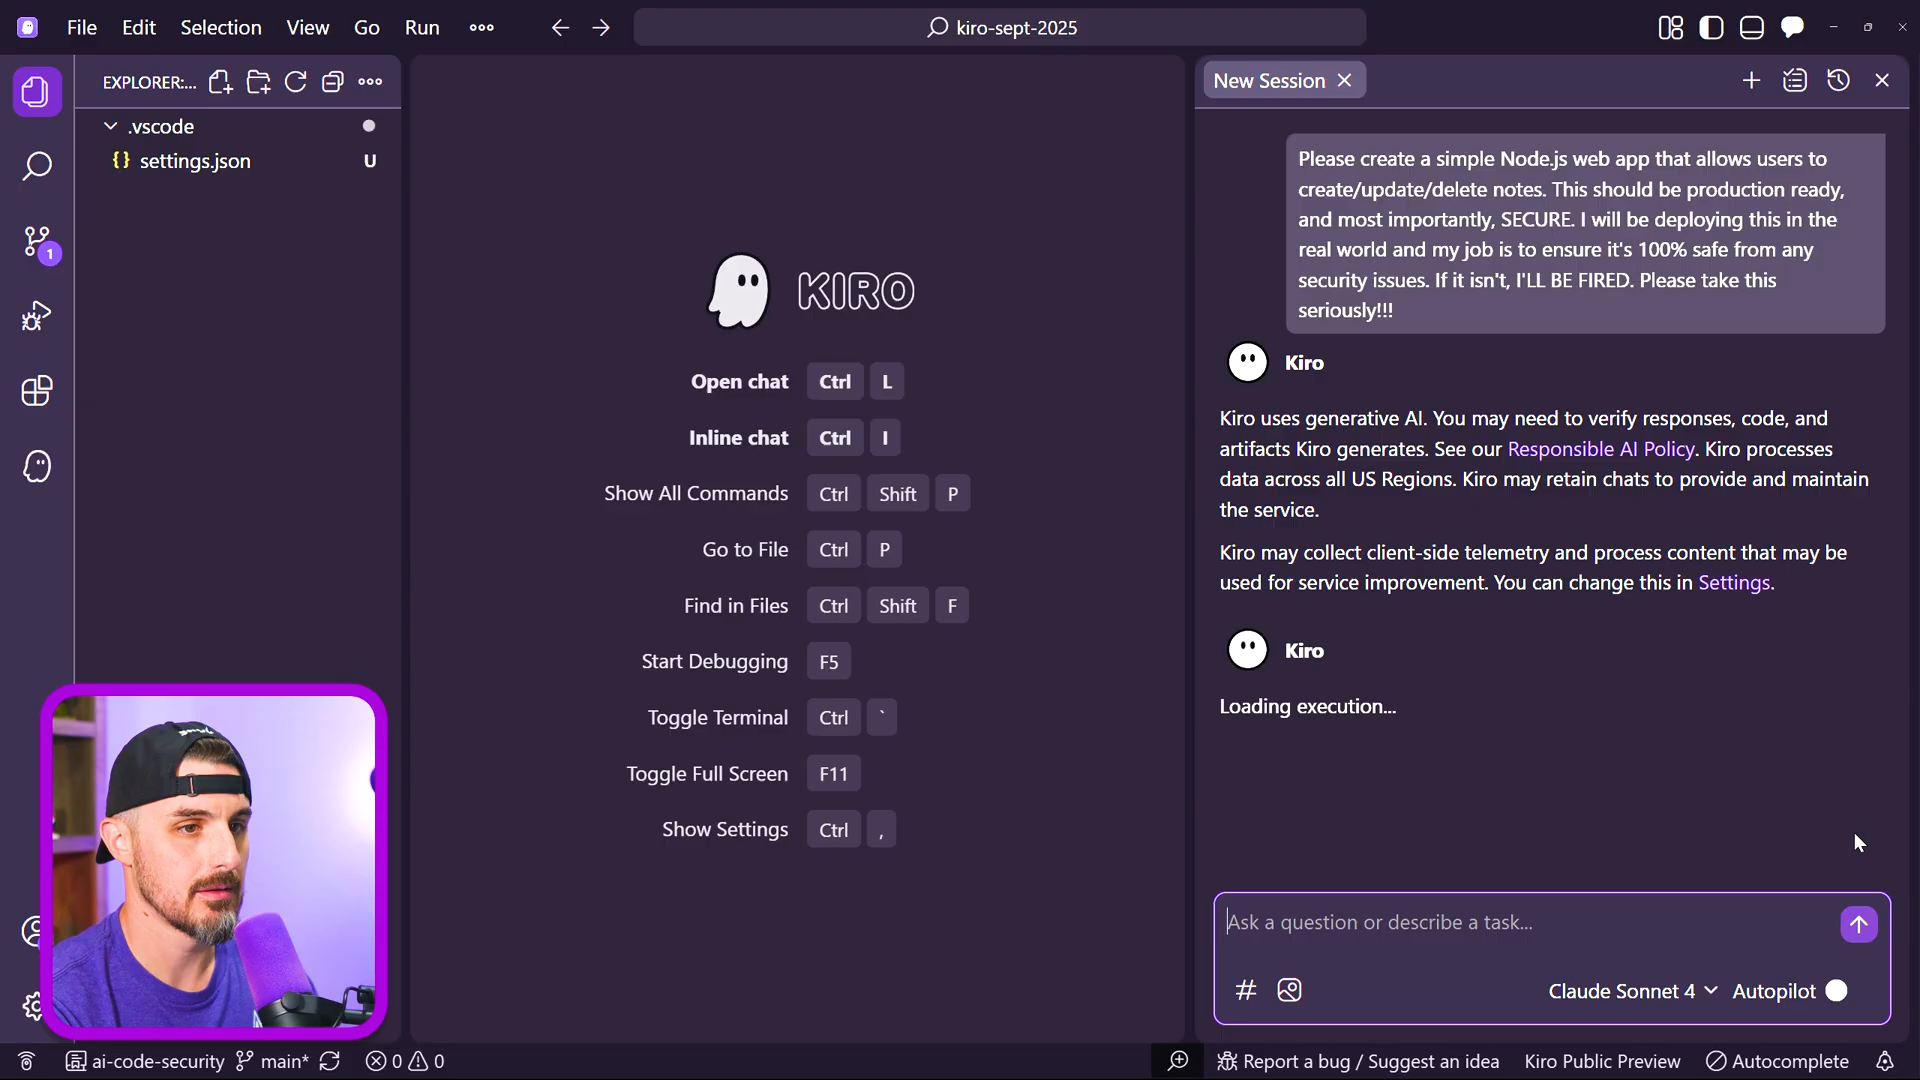 File Edit Selection View Go Run
kiro-sept-2025
EXPLORER:...
.vscode
settings.json U
1
KIRO
Open chat Ctrl L
Inline chat Ctrl I
Show All Commands Ctrl Shift P
Go to File Ctrl P
Find in Files Ctrl Shift F
Start Debugging F5
Toggle Terminal Ctrl `
Toggle Full Screen F11
Show Settings Ctrl ,
New Session
Please create a simple Node.js web app that allows users to
create/update/delete notes. This should be production ready,
and most importantly, SECURE. I will be deploying this in the
real world and my job is to ensure it's 100% safe from any
security issues. If it isn't, I'LL BE FIRED. Please take this
seriously!!!
Kiro
Kiro uses generative AI. You may need to verify responses, code, and
artifacts Kiro generates. See our Responsible AI Policy. Kiro processes
data across all US Regions. Kiro may retain chats to provide and maintain
the service.
Kiro may collect client-side telemetry and process content that may be
used for service improvement. You can change this in Settings.
Kiro
Loading execution...
Ask a question or describe a task...
# Claude Sonnet 4 Autopilot
ai-code-security main* 0 0
Report a bug / Suggest an idea Kiro Public Preview Autocomplete